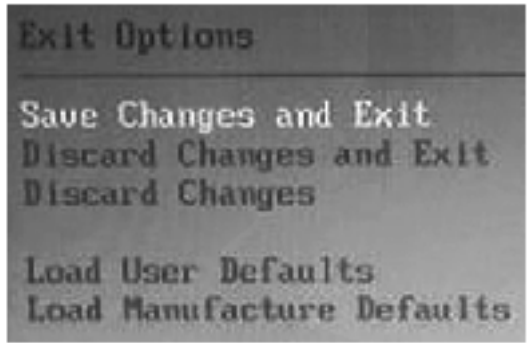 Exit Options
Save Changes and Exit
Discard Changes and Exit
Discard Changes
Load User Defaults
Load Manufacture Defaults